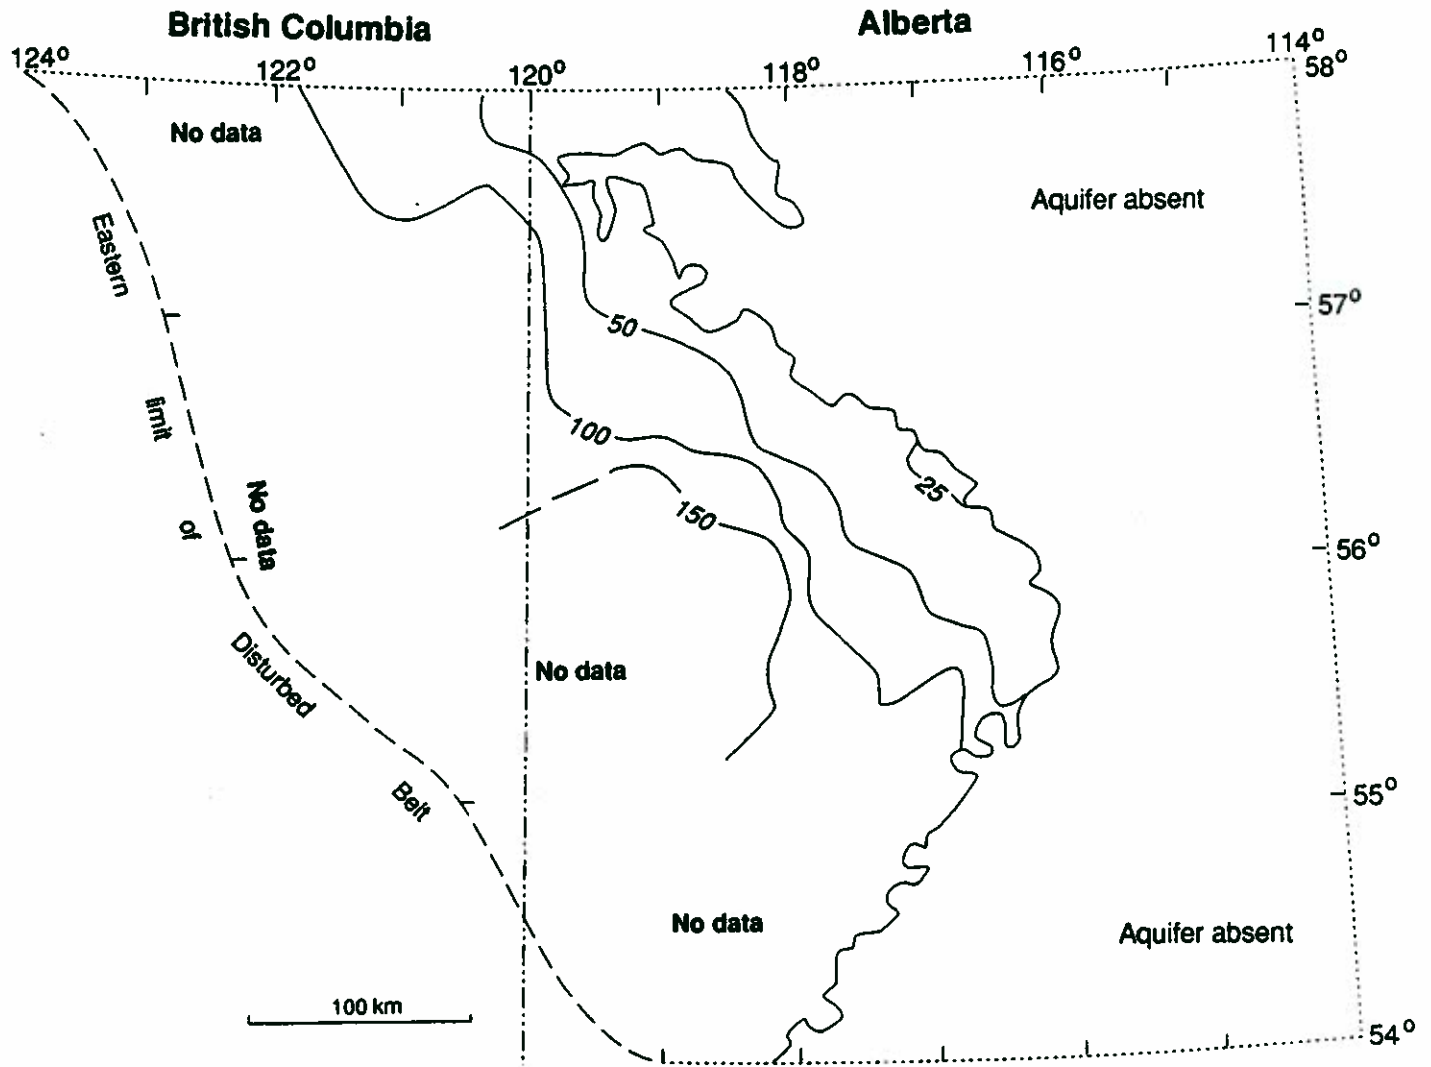 British Columbia
Alberta
124°
122°
120°
118°
116°
114°
58°
No data
Aquifer absent
Eastern
57°
50
limit
100
25
No data
150
of
56°
Disturbed
No data
55°
Belt
No data
Aquifer absent
100 km
54°